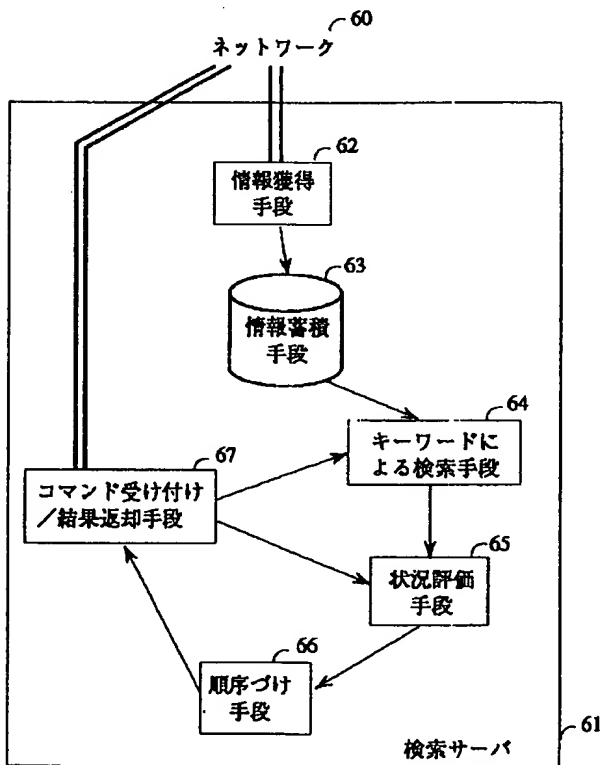 60
ネットワーク
62
情報獲得
手段
63
情報蓄積
手段
64
キーワードに
よる検索手段
67
コマンド受け付け
／結果返却手段
65
状況評価
手段
66
順序づけ
手段
61
検索サーバ